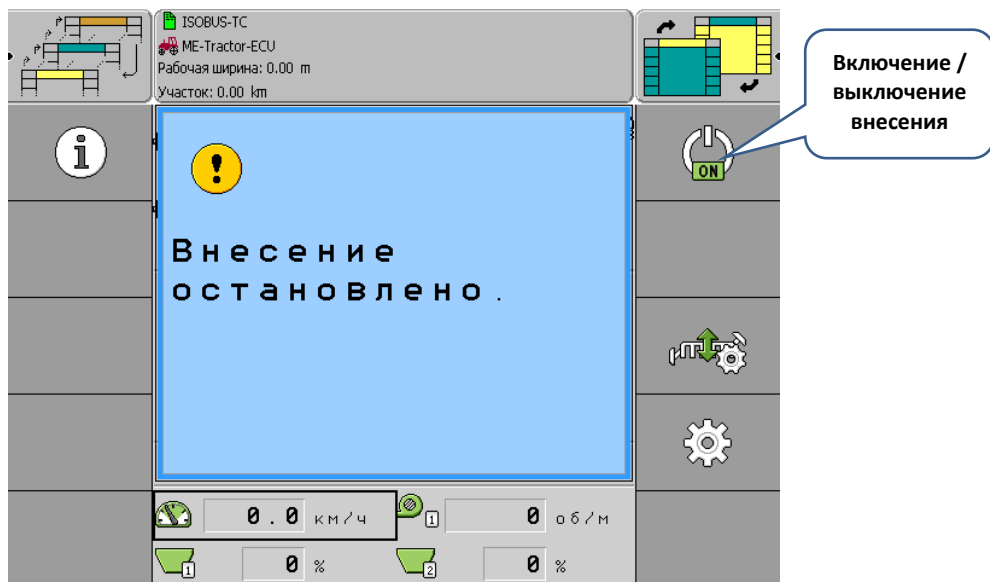 ISOBUS-TC
ME-Tractor-ECU
Рабочая ширина: 0.00 m
Участок: 0.00 km
Включение /
выключение
внесения
i
ON
!
Внесение
остановлено.
0.0 км/ч 1 0 об/м
1 0 % 2 0 %